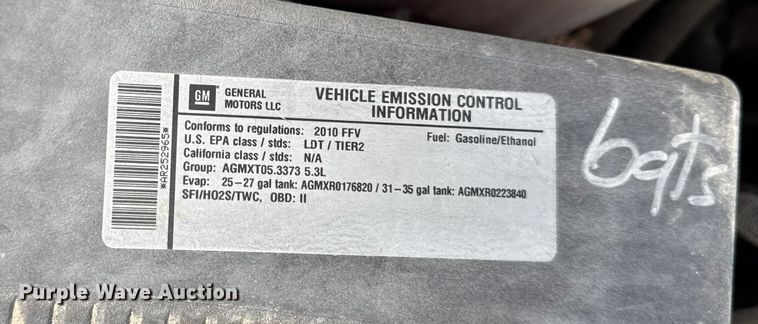 GM
GENERAL
MOTORS LLC
VEHICLE EMISSION CONTROL
INFORMATION
Conforms to regulations: 2010 FFV
Fuel: Gasoline/Ethanol
U.S. EPA class / stds: LDT / TIER2
California class / stds: N/A
Group: AGMXT05.3373 5.3L
Evap: 25-27 gal tank: AGMXR0176820 / 31-35 gal tank: AGMXR0223840
SFI/HO2S/TWC, OBD: II
*AR252965*
6qts
Purple Wave Auction